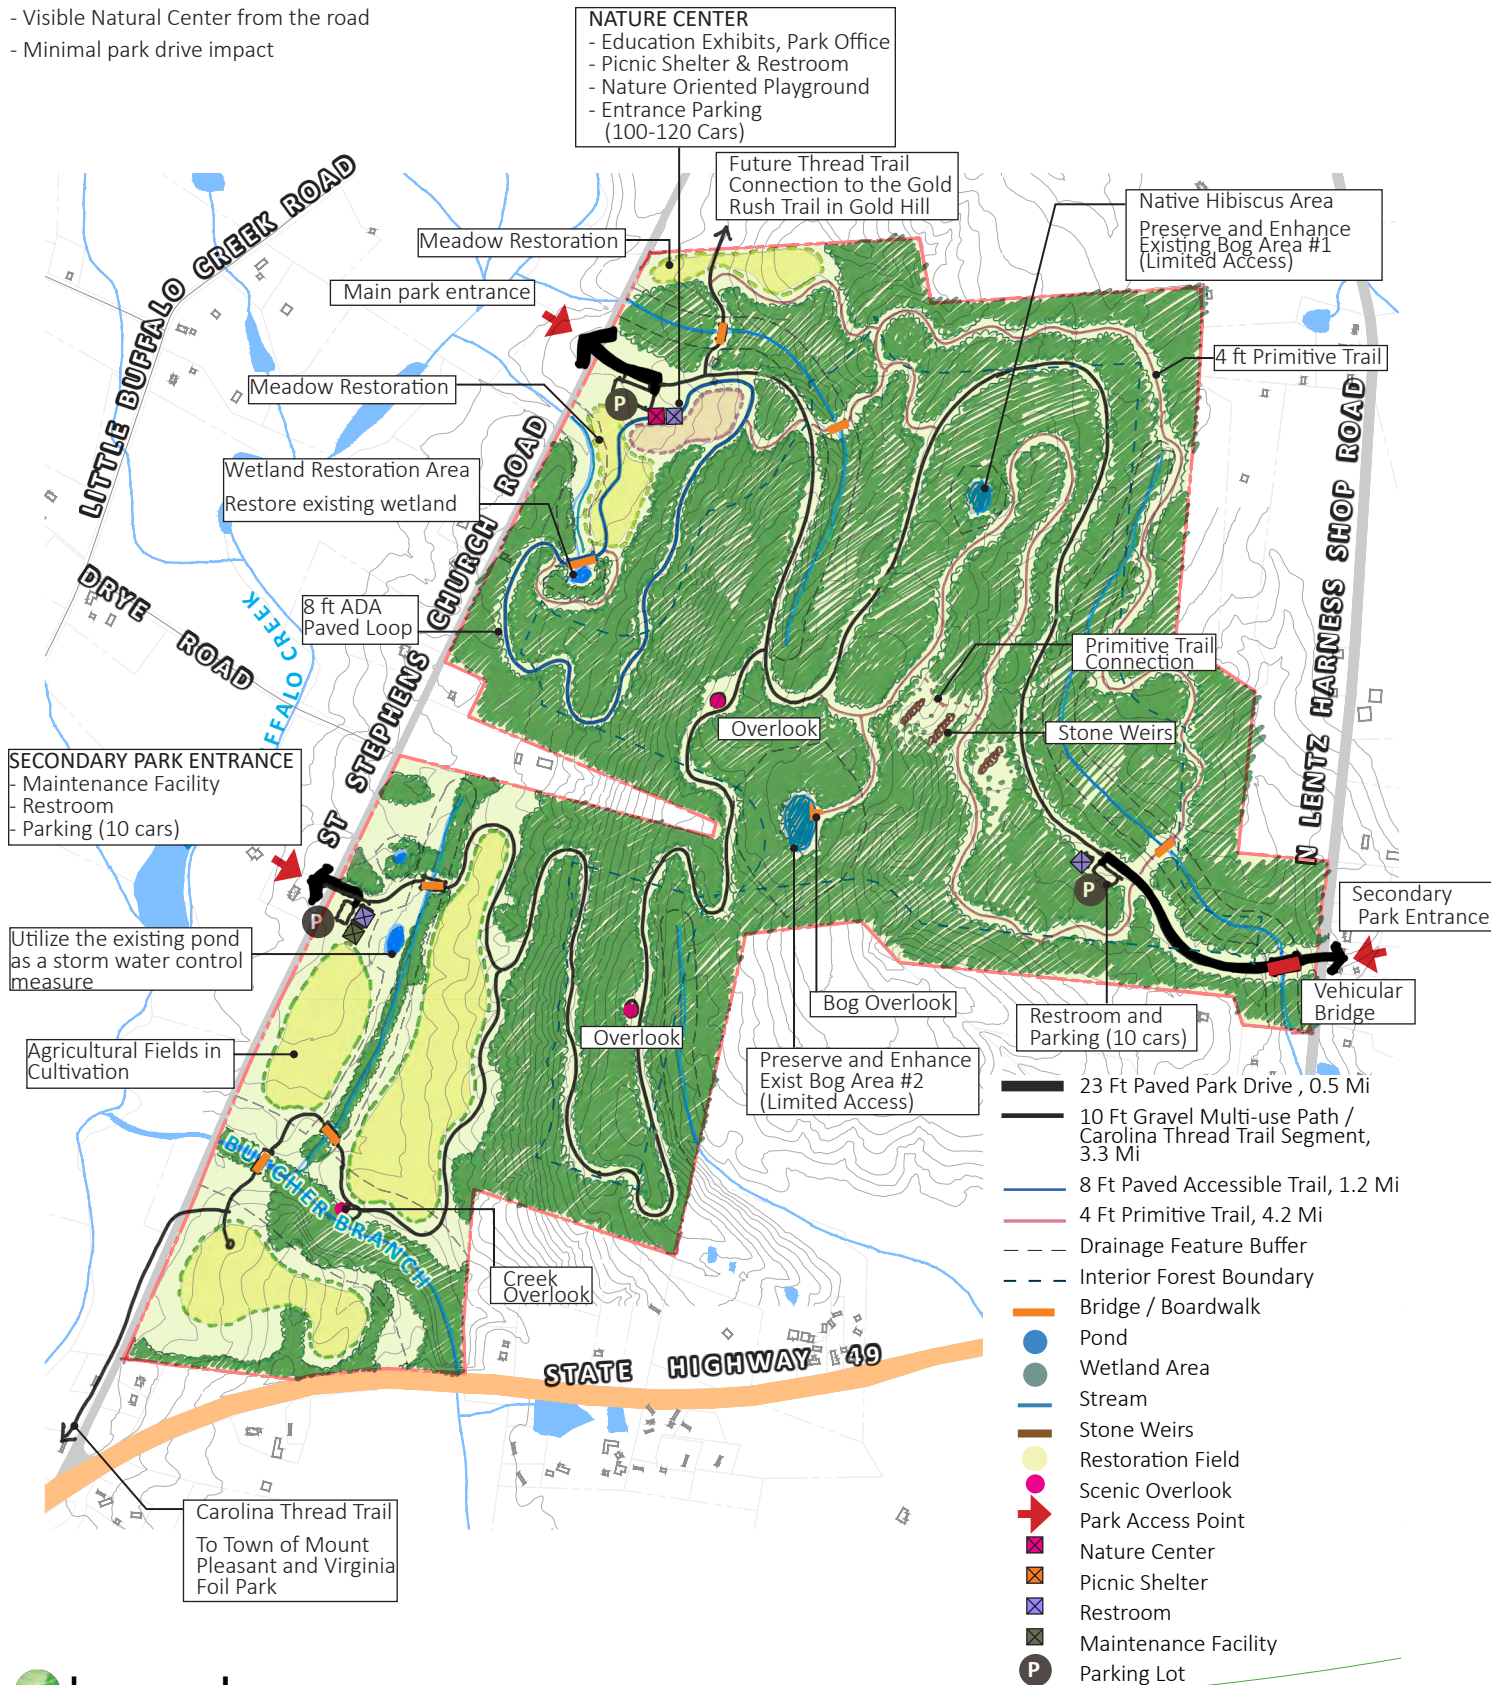 - Visible Natural Center from the road
- Minimal park drive impact
NATURE CENTER
- Education Exhibits, Park Office
- Picnic Shelter & Restroom
- Nature Oriented Playground
- Entrance Parking
(100-120 Cars)
Future Thread Trail
Connection to the Gold
Rush Trail in Gold Hill
Native Hibiscus Area
Preserve and Enhance
Existing Bog Area #1
(Limited Access)
Meadow Restoration
Main park entrance
LITTLE BUFFALO CREEK ROAD
4 ft Primitive Trail
Meadow Restoration
P
Wetland Restoration Area
Restore existing wetland
ST STEPHENS CHURCH ROAD
N LENTZ HARNESS SHOP ROAD
DRYE ROAD
CREEK
8 ft ADA
Paved Loop
Primitive Trail
Connection
Overlook
Stone Weirs
SECONDARY PARK ENTRANCE
- Maintenance Facility
- Restroom
- Parking (10 cars)
P
P
Secondary
Park Entrance
Utilize the existing pond
as a storm water control
measure
Bog Overlook
Vehicular
Bridge
Restroom and
Parking (10 cars)
Overlook
Agricultural Fields in
Cultivation
Preserve and Enhance
Exist Bog Area #2
(Limited Access)
BUTCHER BRANCH
Creek
Overlook
STATE HIGHWAY 49
Carolina Thread Trail
To Town of Mount
Pleasant and Virginia
Foil Park
23 Ft Paved Park Drive , 0.5 Mi
10 Ft Gravel Multi-use Path /
Carolina Thread Trail Segment,
3.3 Mi
8 Ft Paved Accessible Trail, 1.2 Mi
4 Ft Primitive Trail, 4.2 Mi
Drainage Feature Buffer
Interior Forest Boundary
Bridge / Boardwalk
Pond
Wetland Area
Stream
Stone Weirs
Restoration Field
Scenic Overlook
Park Access Point
Nature Center
Picnic Shelter
Restroom
Maintenance Facility
P Parking Lot